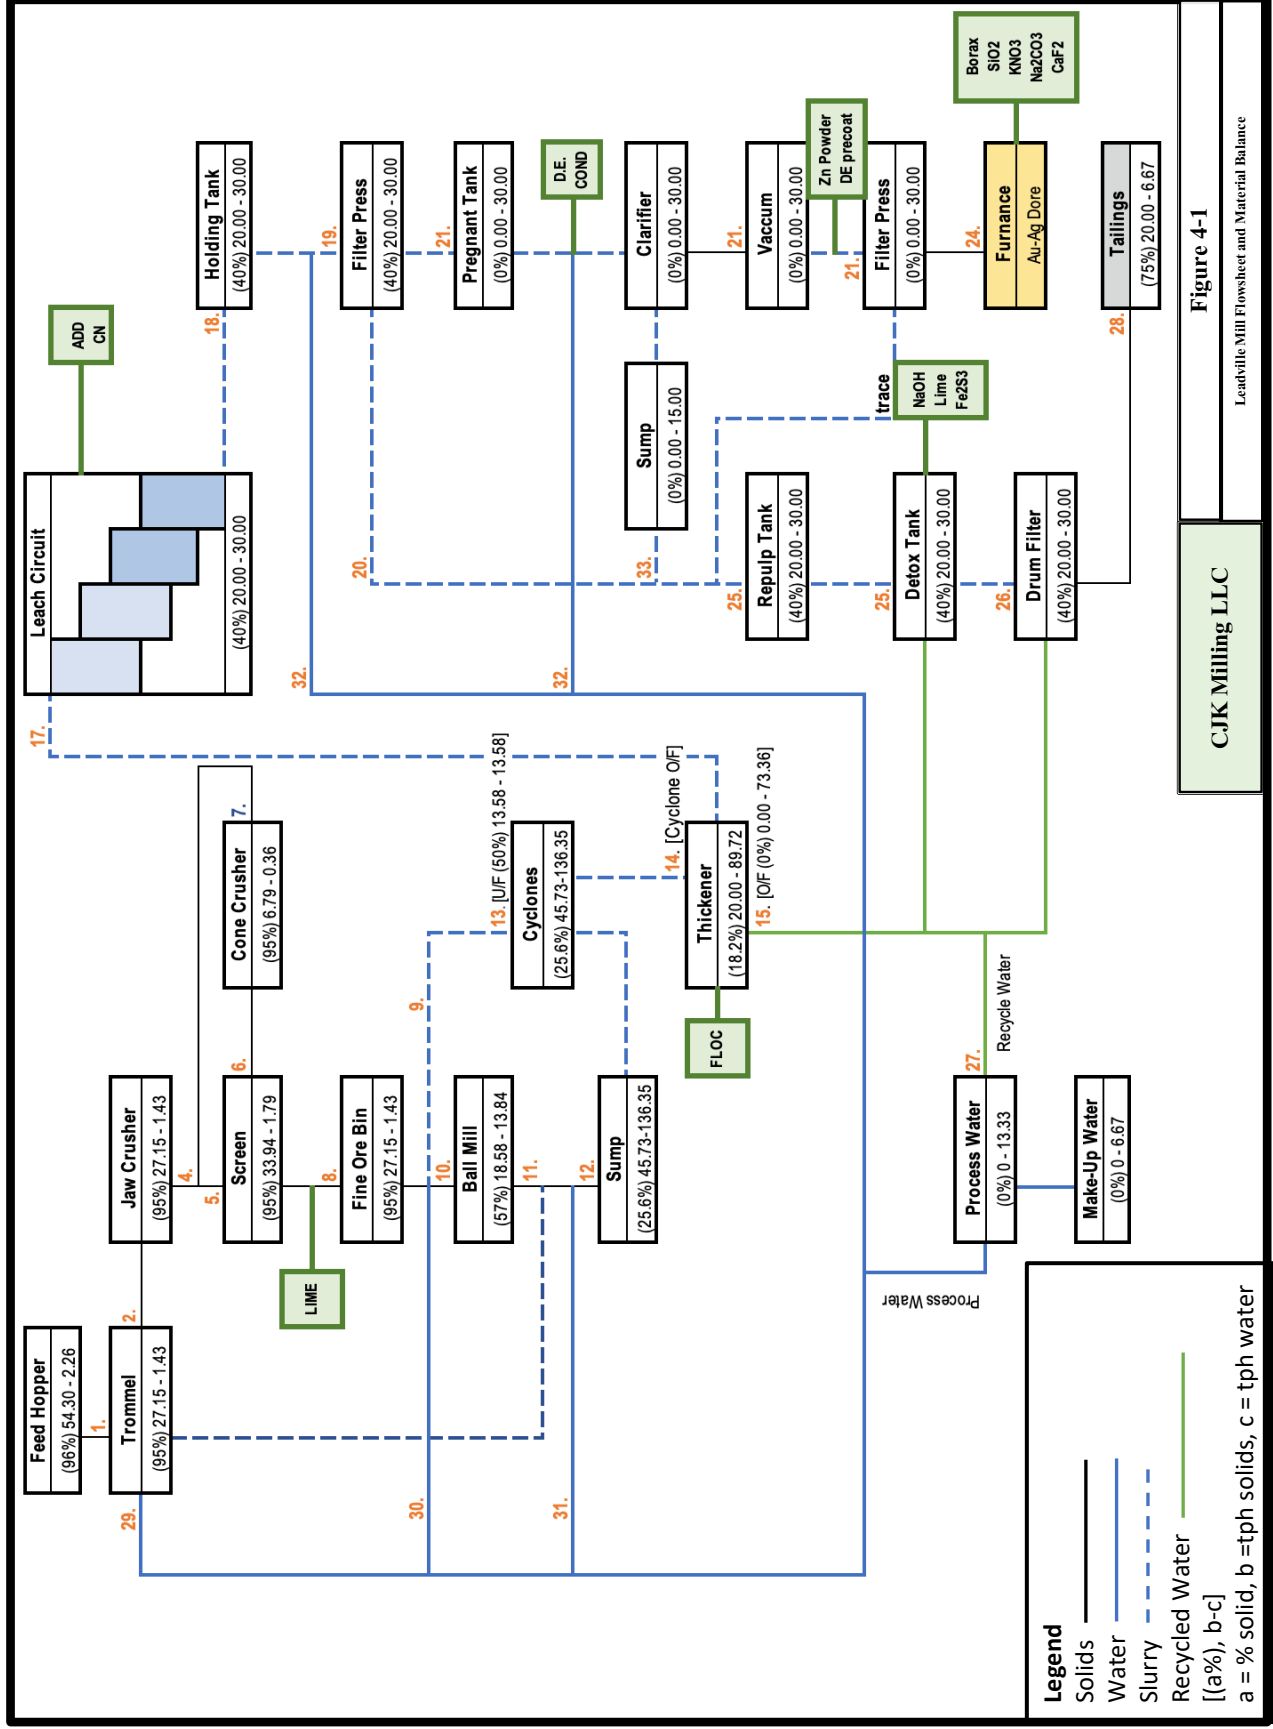 Feed Hopper
(96%) 54.30 - 2.26
1.
Trommel
(95%) 27.15 - 1.43
29.
2.
Jaw Crusher
(95%) 27.15 - 1.43
4.
5.
Screen
(95%) 33.94 - 1.79
6.
Cone Crusher
(95%) 6.79 - 0.36
7.
LIME
8.
Fine Ore Bin
(95%) 27.15 - 1.43
9.
30.
10.
Ball Mill
(57%) 18.58 - 13.84
11.
31.
12.
Sump
(25.6%) 45.73-136.35
13. [U/F (50%) 13.58 - 13.58]
Cyclones
(25.6%) 45.73-136.35
14. [Cyclone O/F]
Thickener
(18.2%) 20.00 - 89.72
15. [O/F (0%) 0.00 - 73.36]
FLOC
17.
Leach Circuit
(40%) 20.00 - 30.00
ADD
CN
18.
Holding Tank
(40%) 20.00 - 30.00
32.
19.
Filter Press
(40%) 20.00 - 30.00
20.
21.
Pregnant Tank
(0%) 0.00 - 30.00
D.E.
COND
32.
Clarifier
(0%) 0.00 - 30.00
Sump
(0%) 0.00 - 15.00
33.
21.
Vaccum
(0%) 0.00 - 30.00
Zn Powder
DE precoat
21.
Filter Press
(0%) 0.00 - 30.00
trace
24.
Furnance
Au-Ag Dore
Borax
SiO2
KNO3
Na2CO3
CaF2
25.
Repulp Tank
(40%) 20.00 - 30.00
25.
Detox Tank
(40%) 20.00 - 30.00
NaOH
Lime
Fe2S3
26.
Drum Filter
(40%) 20.00 - 30.00
28.
Tailings
(75%) 20.00 - 6.67
27.
Recycle Water
Process Water
(0%) 0 - 13.33
Process Water
Make-Up Water
(0%) 0 - 6.67
Legend
Solids
Water
Slurry
Recycled Water
[(a%), b-c]
a = % solid, b =tph solids, c = tph water
CJK Milling LLC
Figure 4-1
Leadville Mill Flowsheet and Material Balance